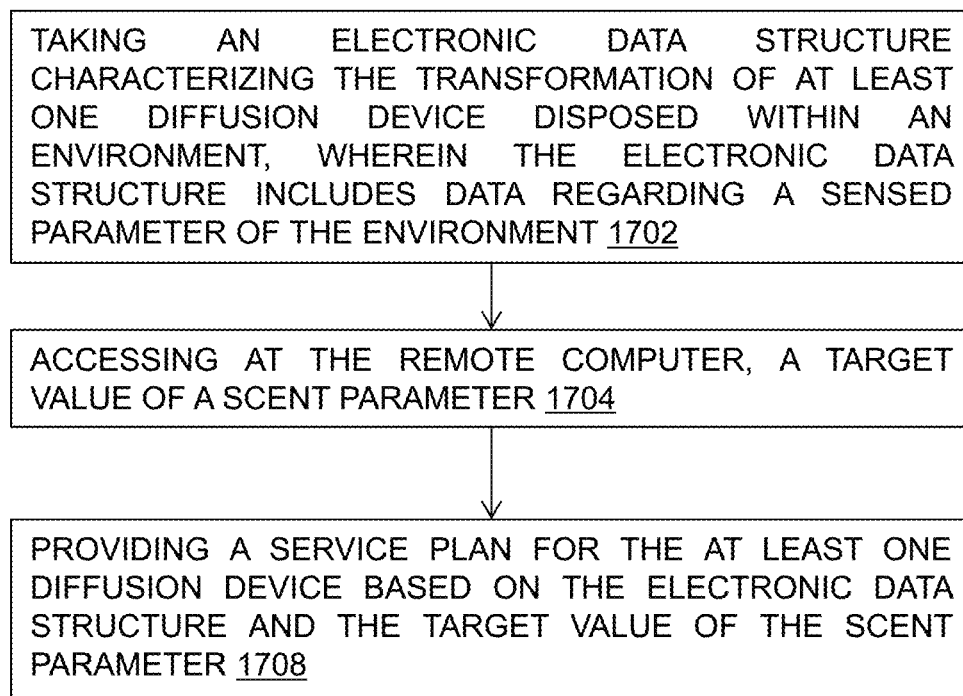 TAKING AN ELECTRONIC DATA STRUCTURE
CHARACTERIZING THE TRANSFORMATION OF AT LEAST
ONE DIFFUSION DEVICE DISPOSED WITHIN AN
ENVIRONMENT, WHEREIN THE ELECTRONIC DATA
STRUCTURE INCLUDES DATA REGARDING A SENSED
PARAMETER OF THE ENVIRONMENT 1702
ACCESSING AT THE REMOTE COMPUTER, A TARGET
VALUE OF A SCENT PARAMETER 1704
PROVIDING A SERVICE PLAN FOR THE AT LEAST ONE
DIFFUSION DEVICE BASED ON THE ELECTRONIC DATA
STRUCTURE AND THE TARGET VALUE OF THE SCENT
PARAMETER 1708